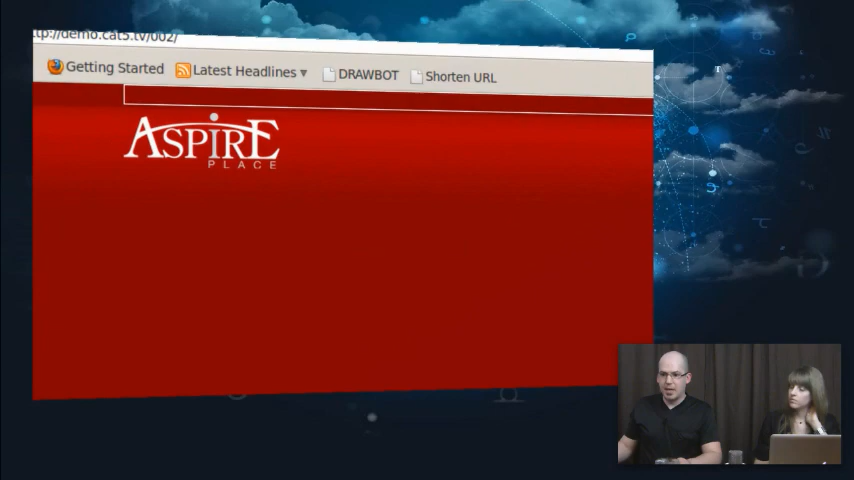 tp://demo.cat5.tv/002/
Getting Started Latest Headlines DRAWBOT Shorten URL
ASPIRE
PLACE